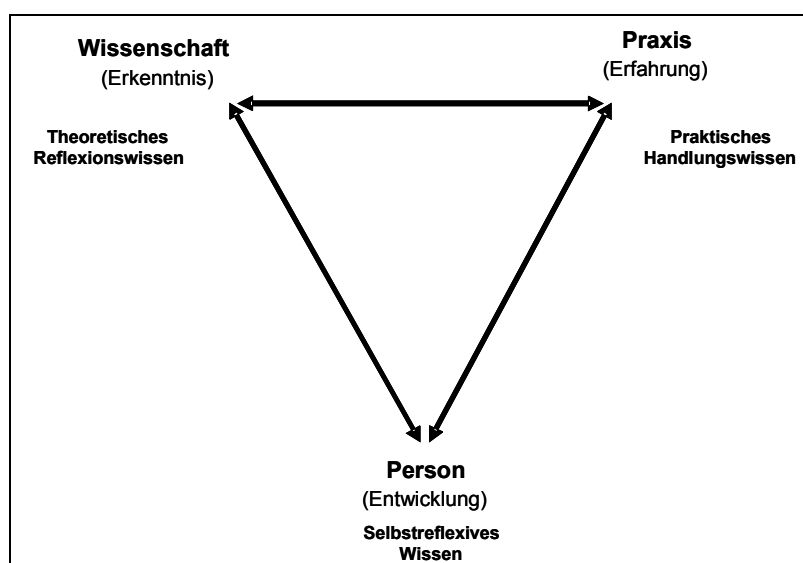 Wissenschaft
(Erkenntnis)
Theoretisches
Reflexionswissen
Praxis
(Erfahrung)
Praktisches
Handlungswissen
Person
(Entwicklung)
Selbstreflexives
Wissen